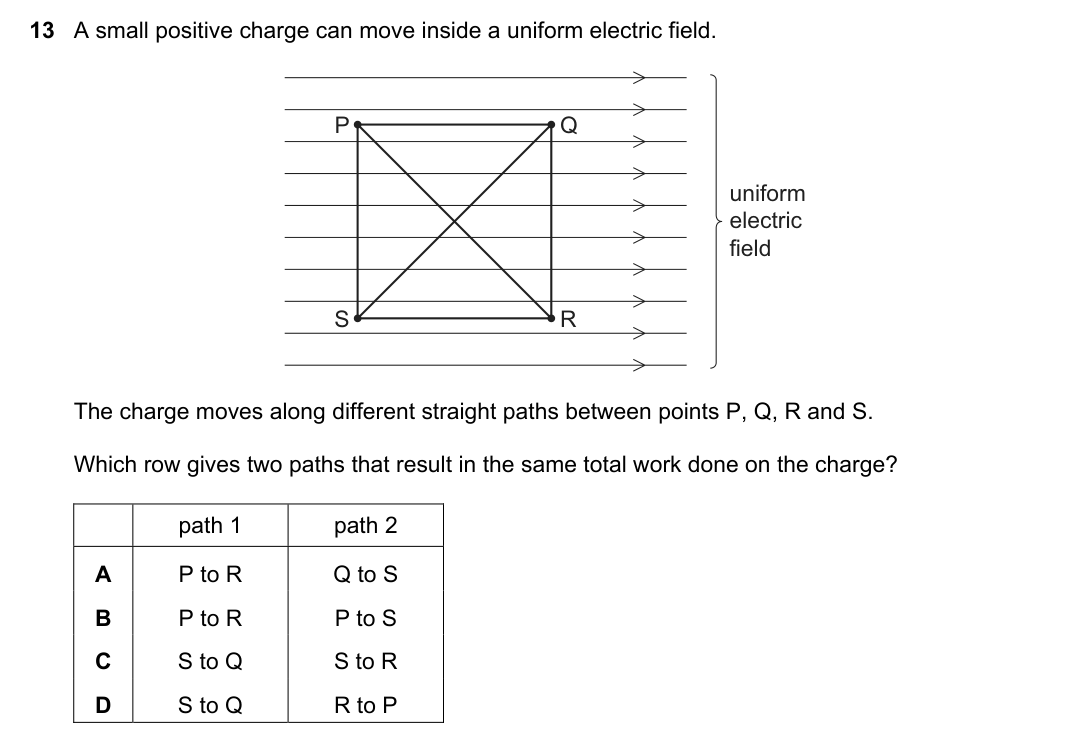 13 A small positive charge can move inside a uniform electric field.
P
Q
uniform
electric
field
S
R
The charge moves along different straight paths between points P, Q, R and S.
Which row gives two paths that result in the same total work done on the charge?
path 1 path 2
A P to R Q to S
B P to R P to S
C S to Q S to R
D S to Q R to P